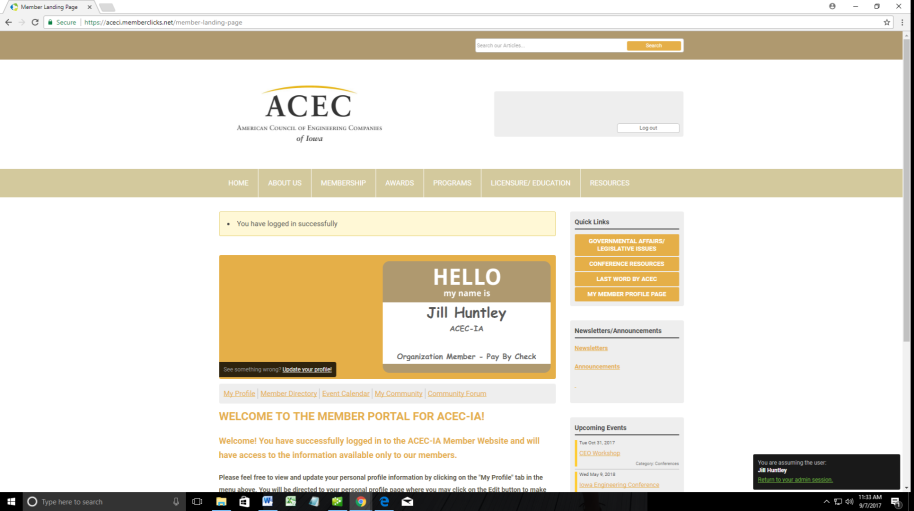 Member Landing Page
Secure | https://aceci.memberclicks.net/member-landing-page
Search our Articles...
Search
ACEC
AMERICAN COUNCIL OF ENGINEERING COMPANIES
of Iowa
Log out
HOME
ABOUT US
MEMBERSHIP
AWARDS
PROGRAMS
LICENSURE/ EDUCATION
RESOURCES
You have logged in successfully
HELLO
my name is
Jill Huntley
ACEC-IA
Organization Member - Pay By Check
See something wrong? Update your profile!
My Profile | Member Directory | Event Calendar | My Community | Community Forum
WELCOME TO THE MEMBER PORTAL FOR ACEC-IA!
Welcome! You have successfully logged in to the ACEC-IA Member Website and will
have access to the information available only to our members.
Please feel free to view and update your personal profile information by clicking on the "My Profile" tab in the
menu above. You will be directed to your personal profile page where you may click on the Edit button to make
Quick Links
GOVERNMENTAL AFFAIRS/
LEGISLATIVE ISSUES
CONFERENCE RESOURCES
LAST WORD BY ACEC
MY MEMBER PROFILE PAGE
Newsletters/Announcements
Newsletters
Announcements
.
Upcoming Events
Tue Oct 31, 2017
CEO Workshop
Category: Conferences
Wed May 9, 2018
Iowa Engineering Conference
You are assuming the user:
Jill Huntley
Return to your admin session.
Type here to search
11:33 AM
9/7/2017